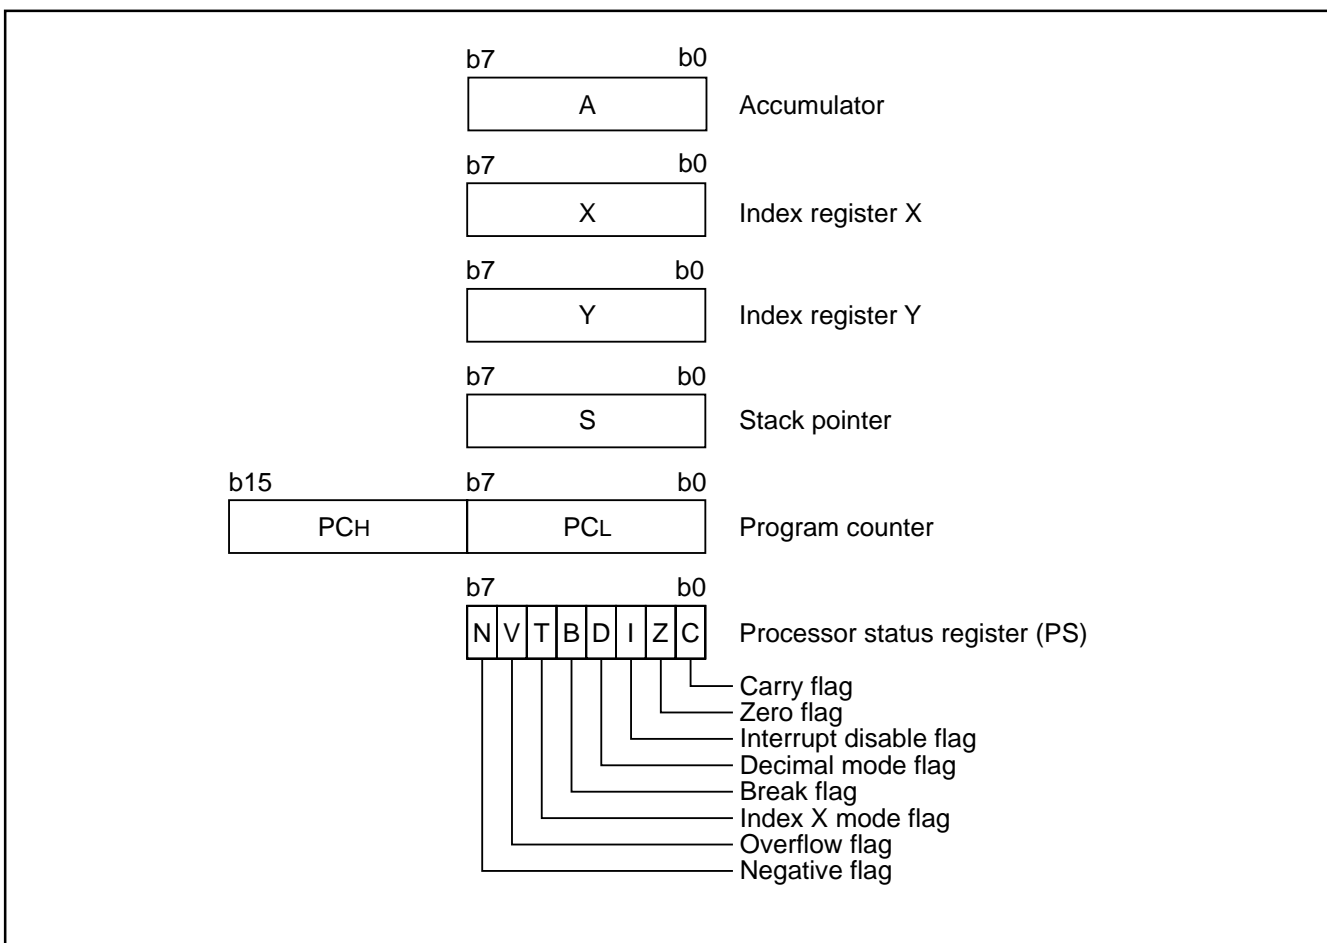 b7 b0
A Accumulator
b7 b0
X Index register X
b7 b0
Y Index register Y
b7 b0
S Stack pointer
b15 b7 b0
PCH PCL Program counter
b7 b0
N V T B D I Z C Processor status register (PS)
Carry flag
Zero flag
Interrupt disable flag
Decimal mode flag
Break flag
Index X mode flag
Overflow flag
Negative flag